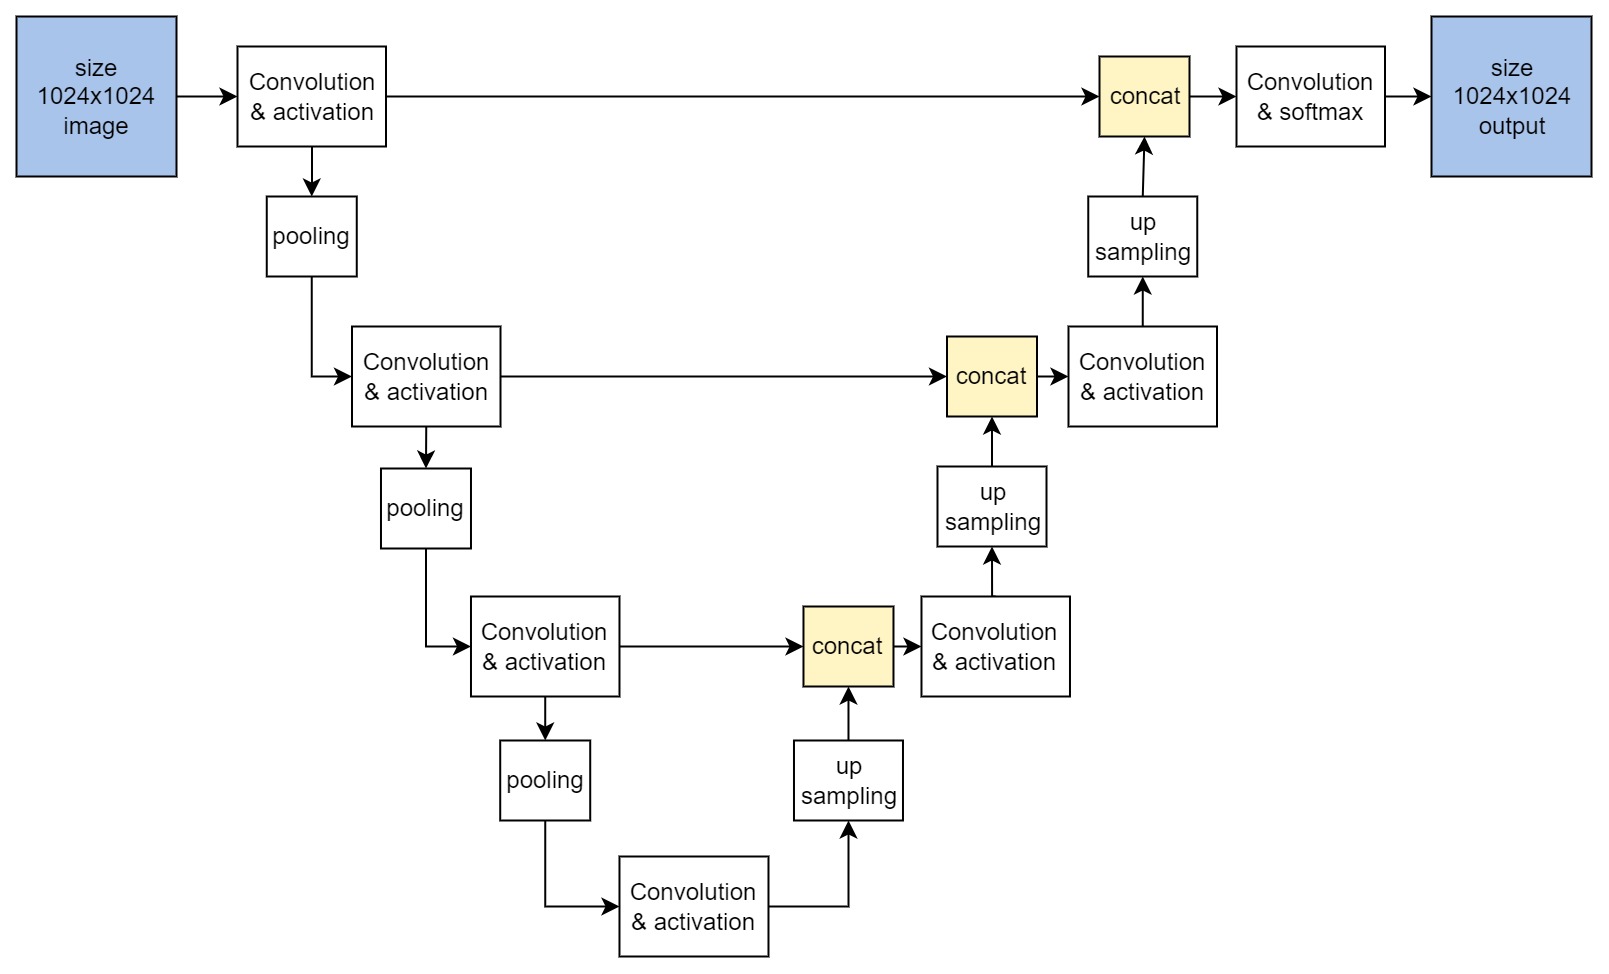 size
1024x1024
image
Convolution
& activation
concat
Convolution
& softmax
size
1024x1024
output
pooling
up
sampling
Convolution
& activation
concat
Convolution
& activation
pooling
up
sampling
Convolution
& activation
concat
Convolution
& activation
pooling
up
sampling
Convolution
& activation